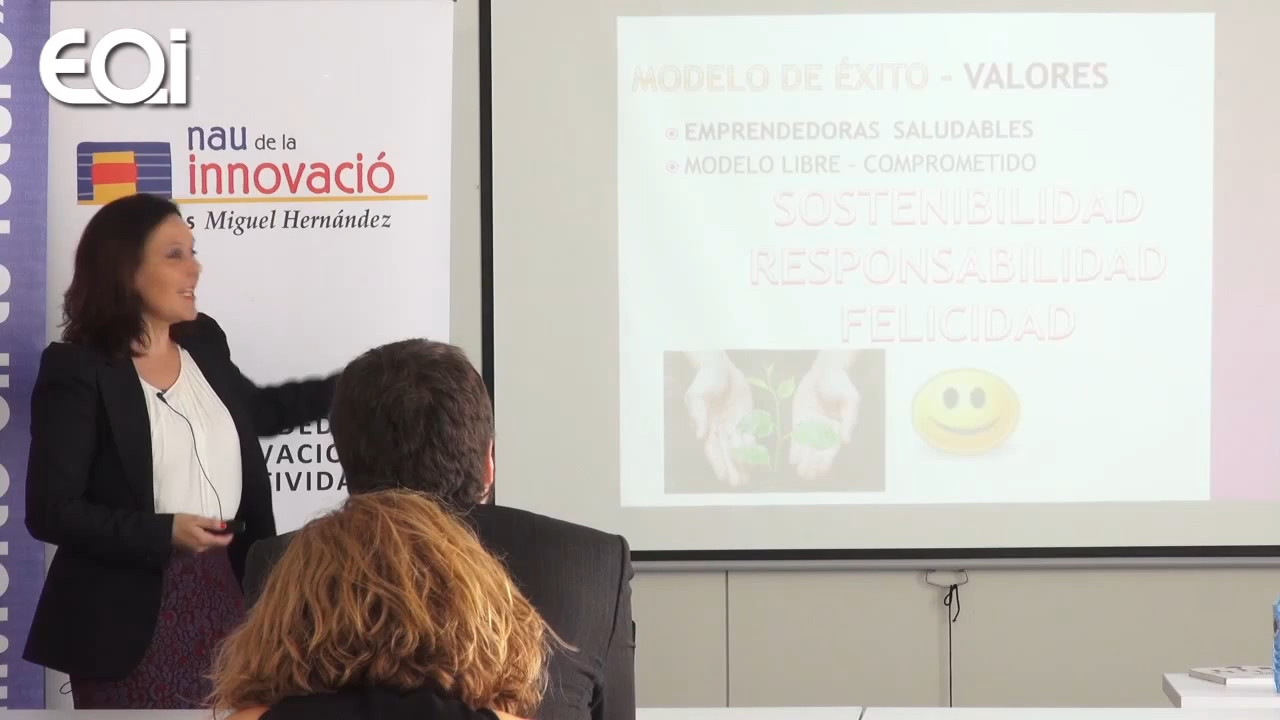 EOi
nau de la
innovació
s Miguel Hernández
MODELO DE ÉXITO - VALORES
EMPRENDEDORAS SALUDABLES
MODELO LIBRE - COMPROMETIDO
SOSTENIBILIDAD
RESPONSABILIDAD
FELICIDAD